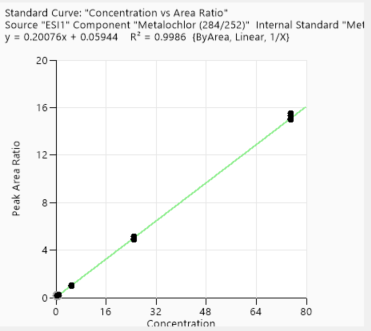 Standard Curve: "Concentration vs Area Ratio"
Source "ESI1" Component "Metalochlor (284/252)" Internal Standard "Met
y = 0.20076x + 0.05944 R² = 0.9986 (ByArea, Linear, 1/X)
20
16
12
8
4
0
Peak Area Ratio
0 16 32 48 64 80
Concentration